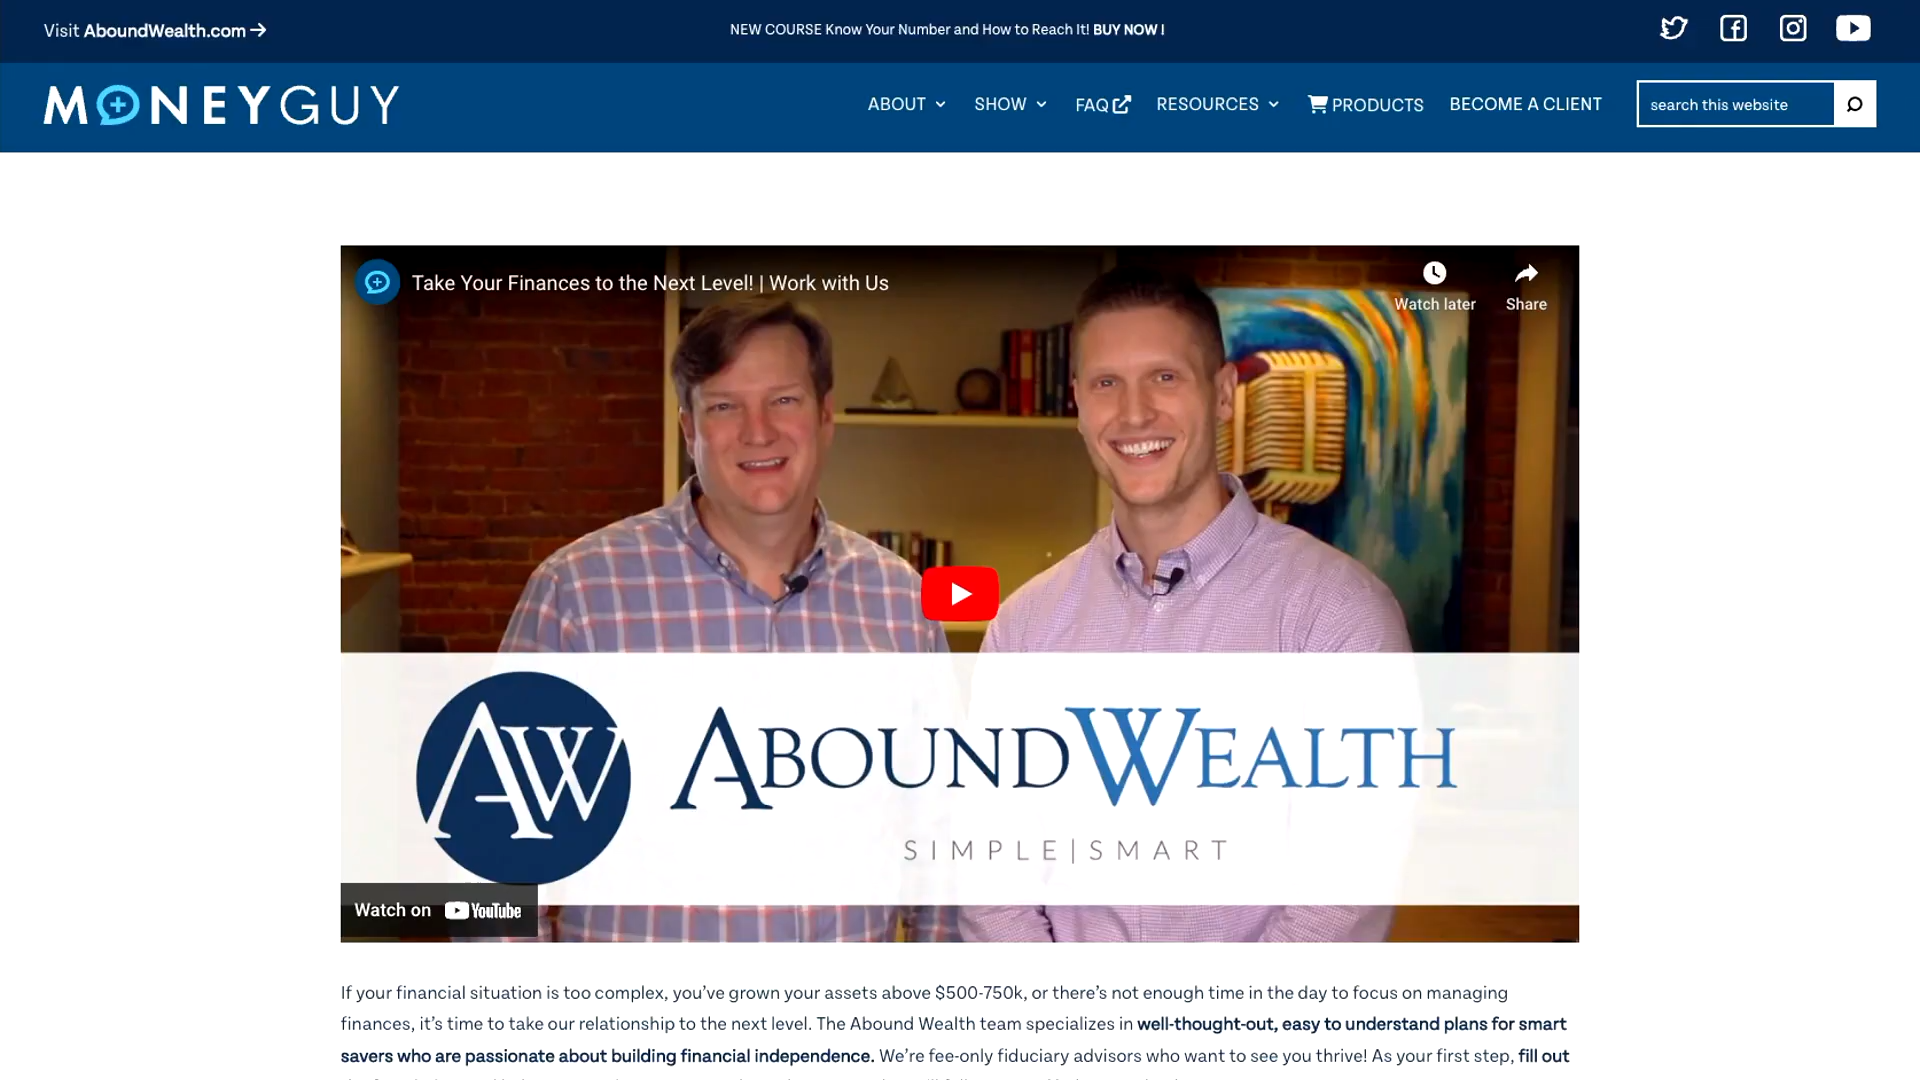 Visit AboundWealth.com
NEW COURSE Know Your Number and How to Reach It! BUY NOW !
MONEYGUY
ABOUT
SHOW
FAQ
RESOURCES
PRODUCTS
BECOME A CLIENT
search this website
Take Your Finances to the Next Level! | Work with Us
Watch later
Share
AW
ABOUNDWEALTH
SIMPLE|SMART
Watch on YouTube
If your financial situation is too complex, you’ve grown your assets above $500-750k, or there’s not enough time in the day to focus on managing
finances, it’s time to take our relationship to the next level. The Abound Wealth team specializes in well-thought-out, easy to understand plans for smart
savers who are passionate about building financial independence. We’re fee-only fiduciary advisors who want to see you thrive! As your first step, fill out